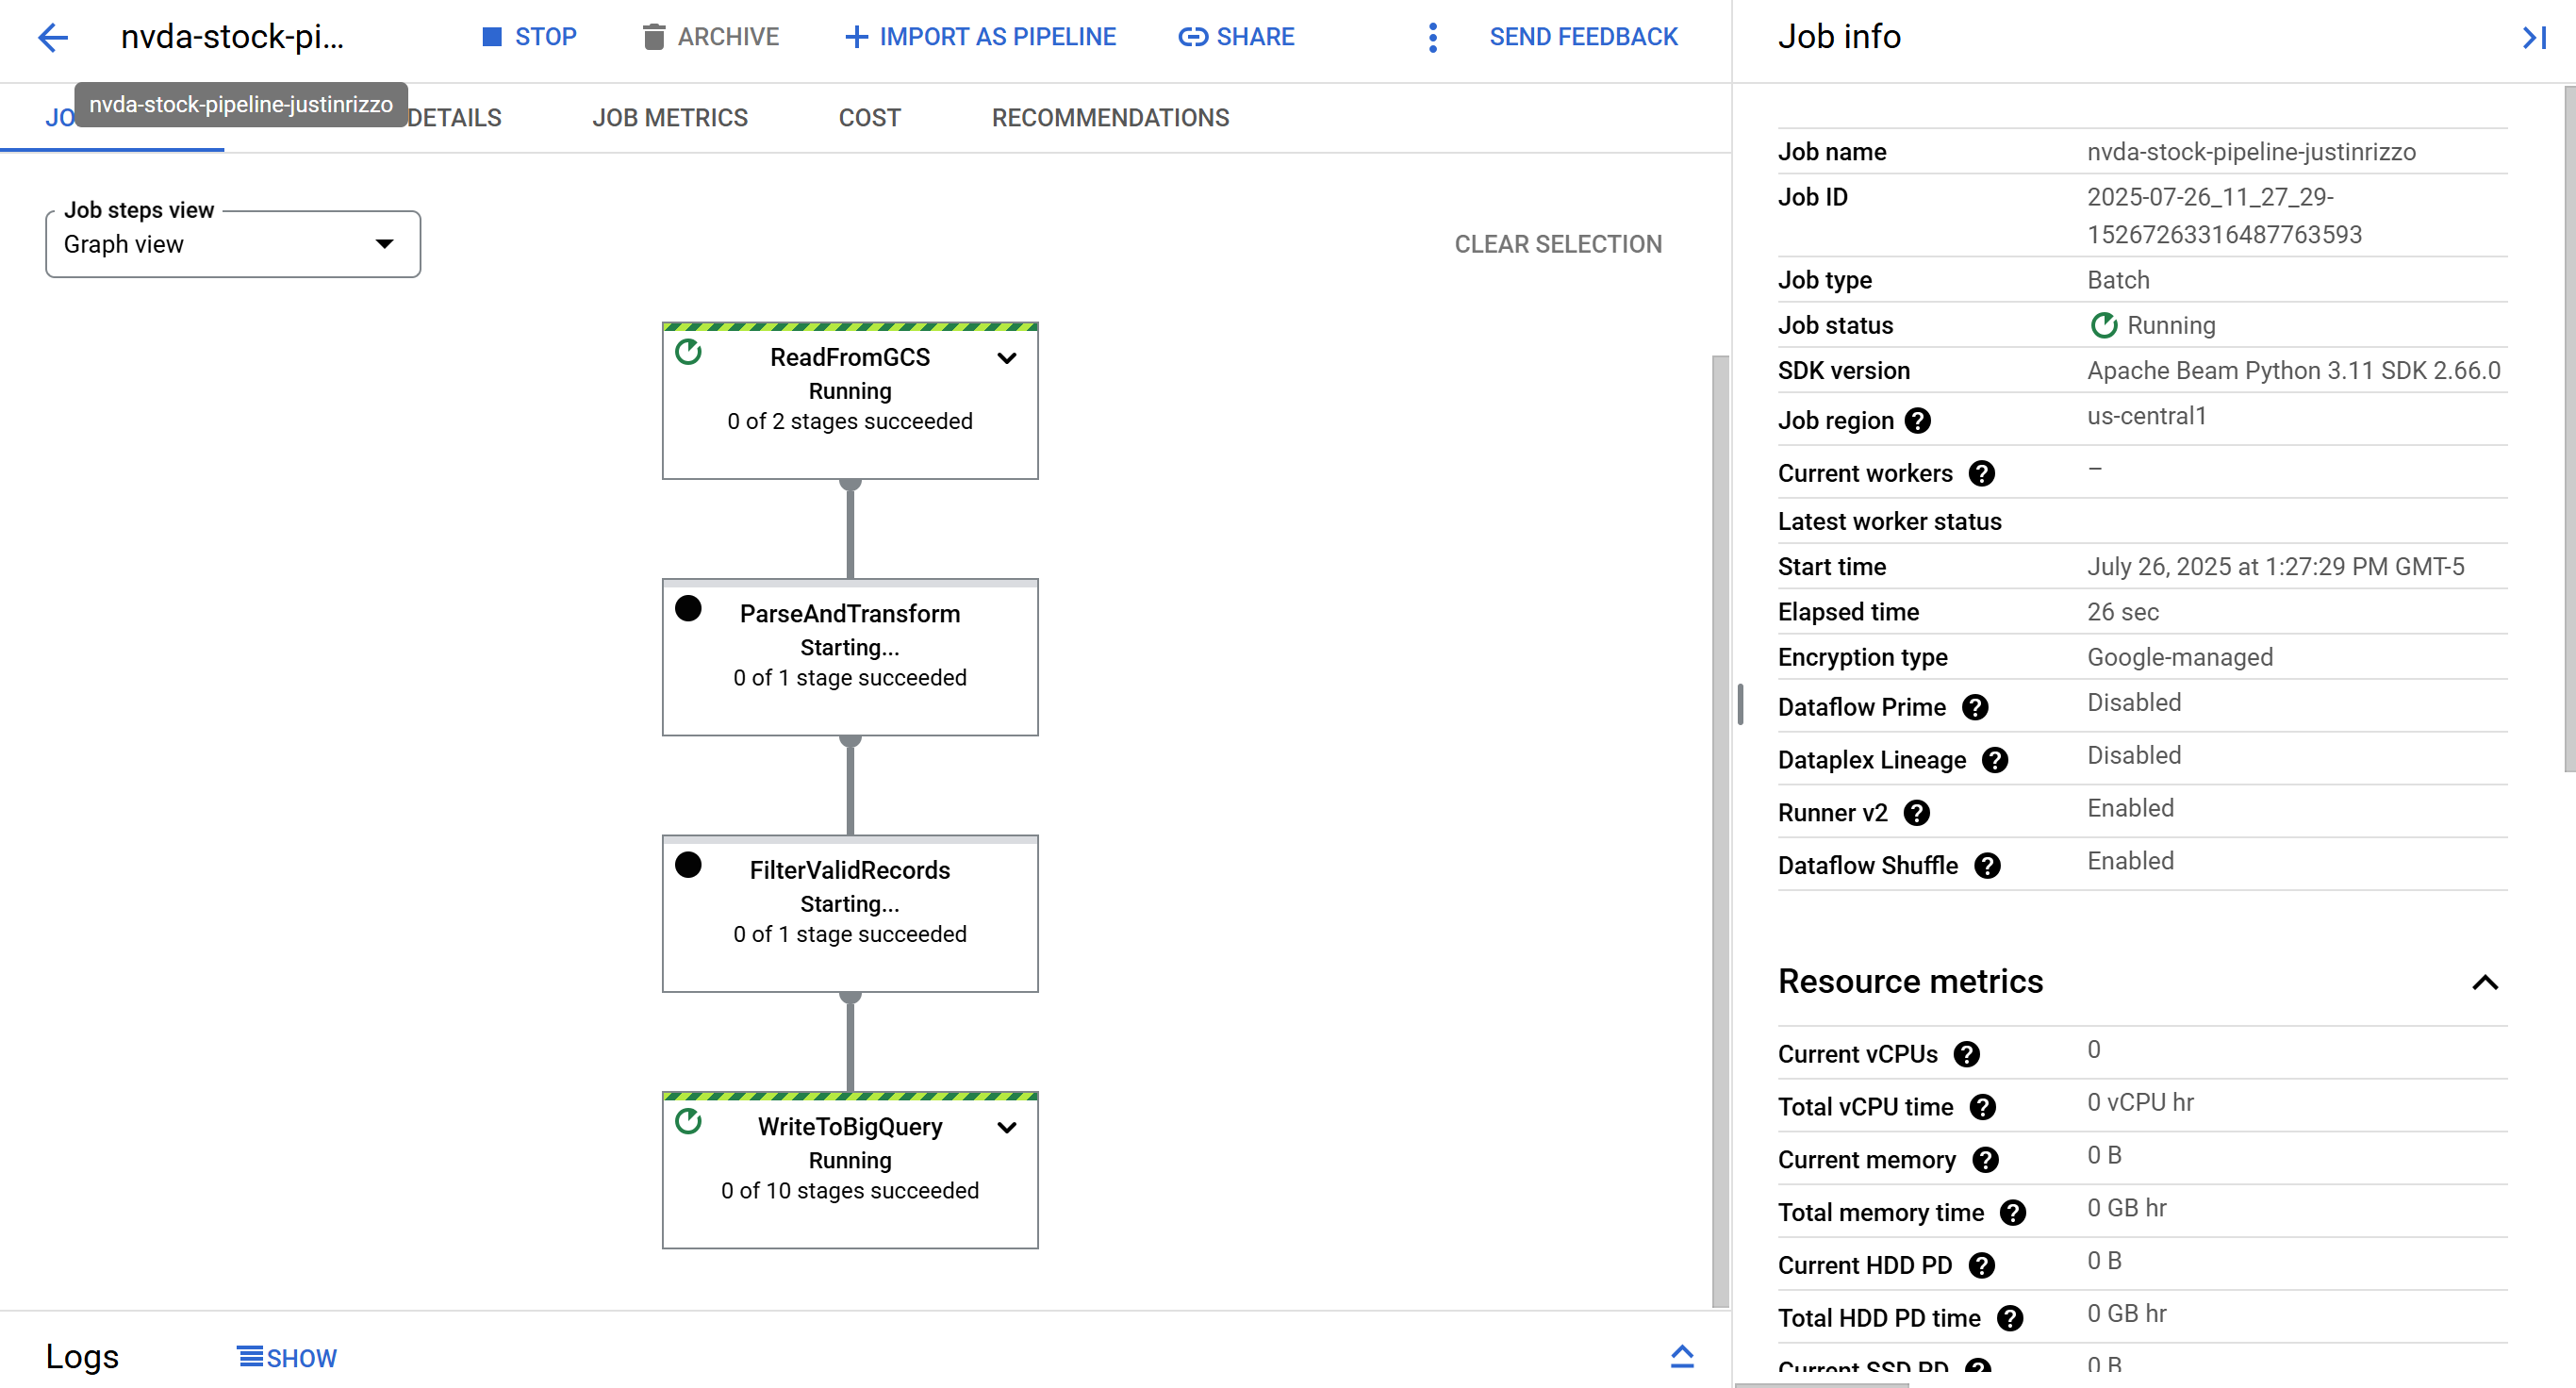 nvda-stock-pi...
STOP
ARCHIVE
IMPORT AS PIPELINE
SHARE
SEND FEEDBACK
nvda-stock-pipeline-justinrizzo
JO
DETAILS
JOB METRICS
COST
RECOMMENDATIONS
Job steps view
Graph view
CLEAR SELECTION
ReadFromGCS
Running
0 of 2 stages succeeded
ParseAndTransform
Starting...
0 of 1 stage succeeded
FilterValidRecords
Starting...
0 of 1 stage succeeded
WriteToBigQuery
Running
0 of 10 stages succeeded
Logs
SHOW
Job info
Job name nvda-stock-pipeline-justinrizzo
Job ID 2025-07-26_11_27_29-
15267263316487763593
Job type Batch
Job status Running
SDK version Apache Beam Python 3.11 SDK 2.66.0
Job region us-central1
Current workers –
Latest worker status
Start time July 26, 2025 at 1:27:29 PM GMT-5
Elapsed time 26 sec
Encryption type Google-managed
Dataflow Prime Disabled
Dataplex Lineage Disabled
Runner v2 Enabled
Dataflow Shuffle Enabled
Resource metrics
Current vCPUs 0
Total vCPU time 0 vCPU hr
Current memory 0 B
Total memory time 0 GB hr
Current HDD PD 0 B
Total HDD PD time 0 GB hr
Current SSD PD 0 B